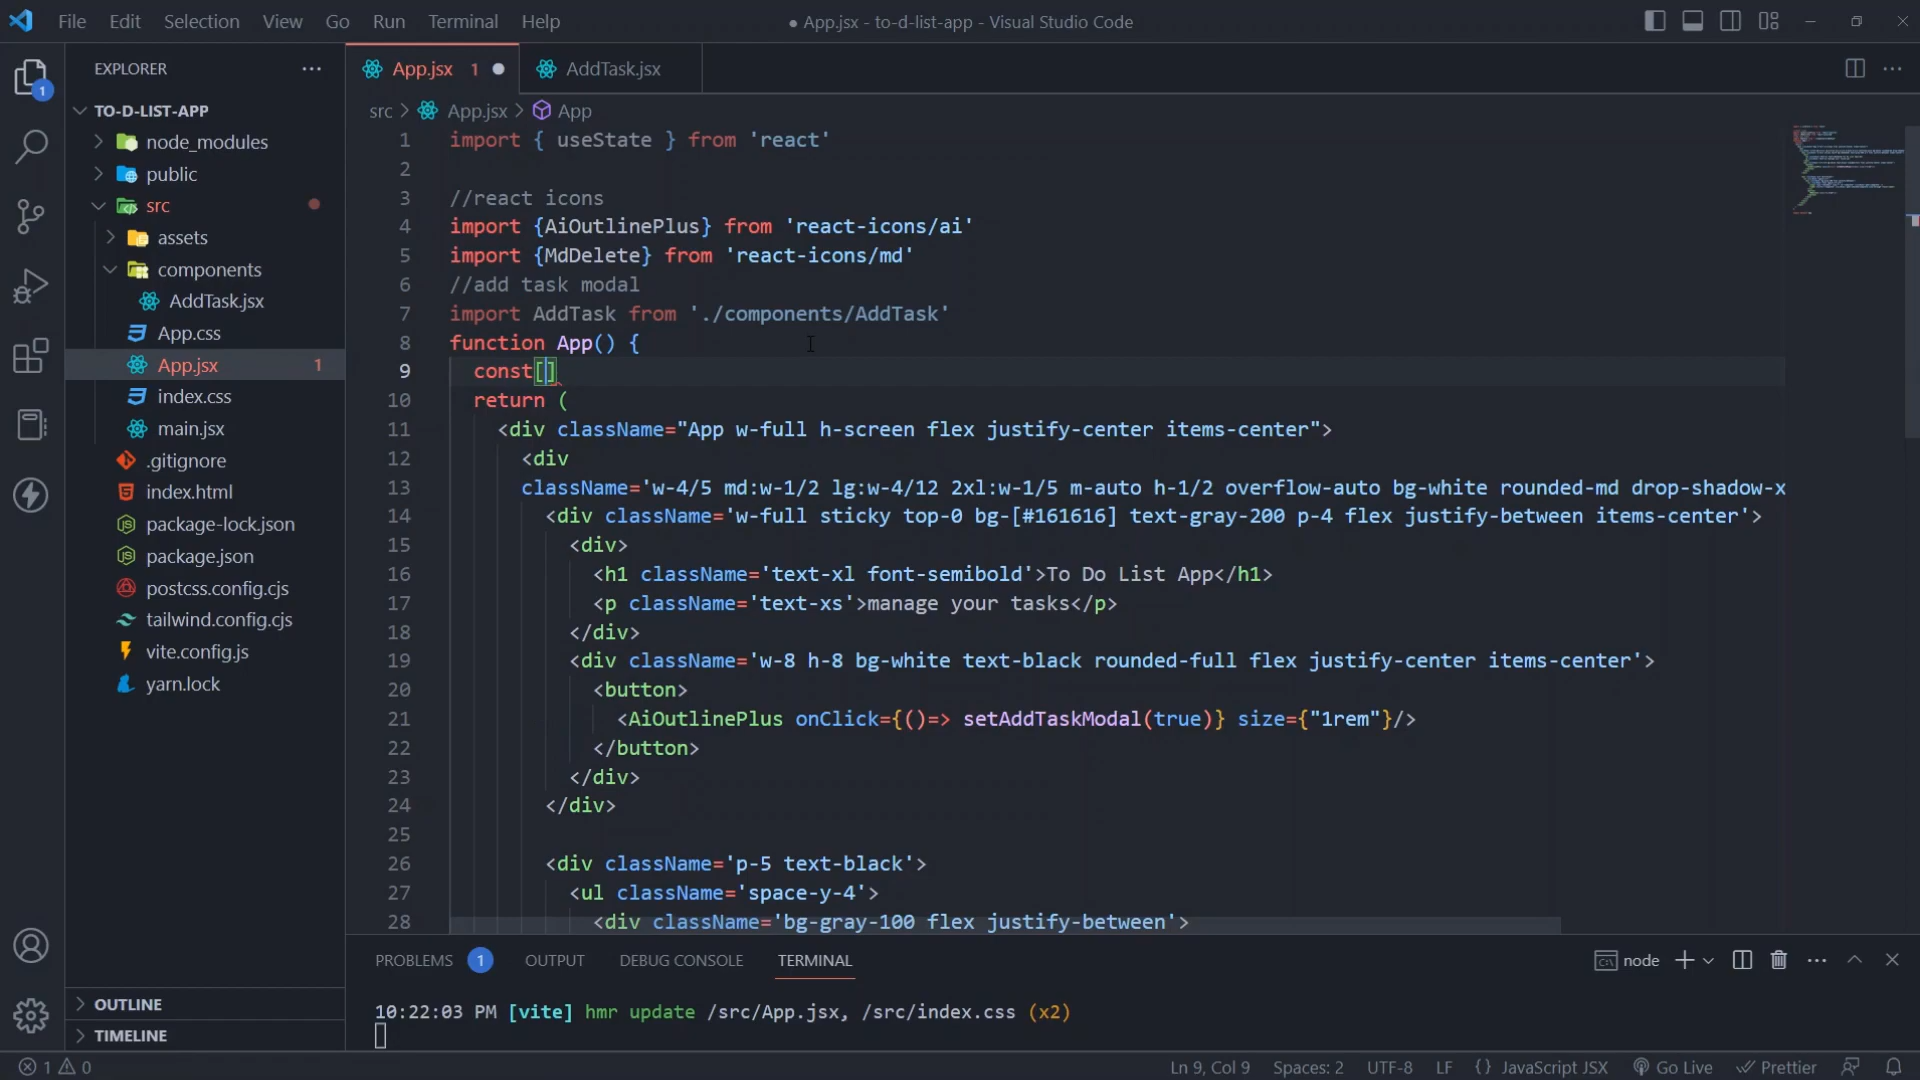 File Edit Selection View Go Run Terminal Help
● App.jsx - to-d-list-app - Visual Studio Code
EXPLORER
App.jsx 1
AddTask.jsx
1
TO-D-LIST-APP
node_modules
public
src
assets
components
AddTask.jsx
App.css
App.jsx 1
index.css
main.jsx
.gitignore
index.html
package-lock.json
package.json
postcss.config.cjs
tailwind.config.cjs
vite.config.js
yarn.lock
OUTLINE
TIMELINE
src > App.jsx > App
1 import { useState } from 'react'
2
3 //react icons
4 import {AiOutlinePlus} from 'react-icons/ai'
5 import {MdDelete} from 'react-icons/md'
6 //add task modal
7 import AddTask from './components/AddTask'
8 function App() {
9 const[]
10 return (
11 <div className="App w-full h-screen flex justify-center items-center">
12 <div
13 className='w-4/5 md:w-1/2 lg:w-4/12 2xl:w-1/5 m-auto h-1/2 overflow-auto bg-white rounded-md drop-shadow-x
14 <div className='w-full sticky top-0 bg-[#161616] text-gray-200 p-4 flex justify-between items-center'>
15 <div>
16 <h1 className='text-xl font-semibold'>To Do List App</h1>
17 <p className='text-xs'>manage your tasks</p>
18 </div>
19 <div className='w-8 h-8 bg-white text-black rounded-full flex justify-center items-center'>
20 <button>
21 <AiOutlinePlus onClick={()=> setAddTaskModal(true)} size={"1rem"}/>
22 </button>
23 </div>
24 </div>
25
26 <div className='p-5 text-black'>
27 <ul className='space-y-4'>
28 <div className='bg-gray-100 flex justify-between'>
PROBLEMS 1 OUTPUT DEBUG CONSOLE TERMINAL
node
10:22:03 PM [vite] hmr update /src/App.jsx, /src/index.css (x2)
1 0
Ln 9, Col 9 Spaces: 2 UTF-8 LF {} JavaScript JSX Go Live Prettier